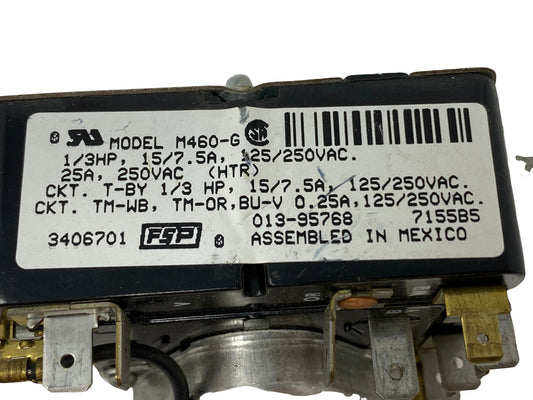 MODEL M460-G
1/3HP, 15/7.5A, 125/250VAC.
25A, 250VAC (HTR)
CKT. T-BY 1/3 HP, 15/7.5A, 125/250VAC.
CKT. TM-WB, TM-OR,BU-V 0.25A,125/250VAC.
013-95768 715585
3406701 FSP ASSEMBLED IN MEXICO